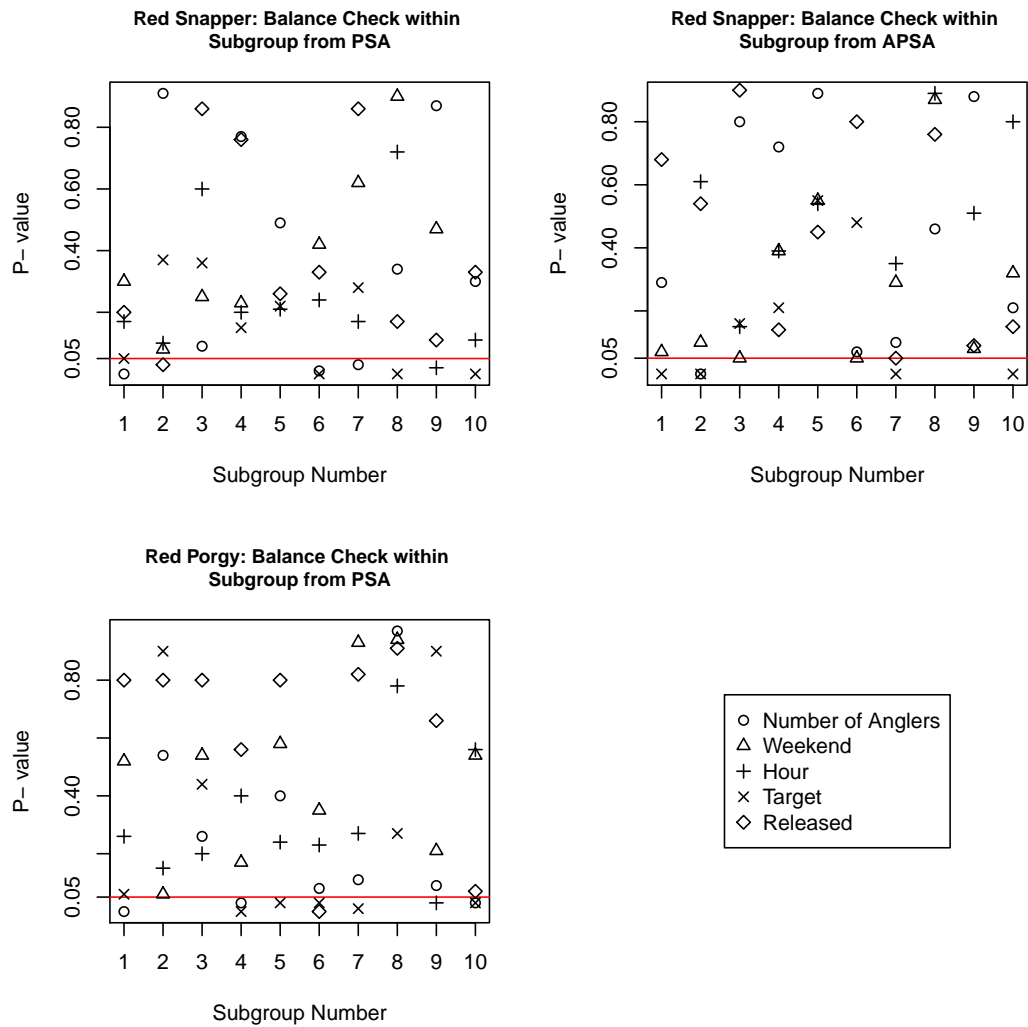 Red Snapper: Balance Check within
Subgroup from PSA
P− value
0.80
0.40
0.05
1 2 3 4 5 6 7 8 9 10
Subgroup Number
Red Snapper: Balance Check within
Subgroup from APSA
P− value
0.80
0.60
0.40
0.05
1 2 3 4 5 6 7 8 9 10
Subgroup Number
Red Porgy: Balance Check within
Subgroup from PSA
P− value
0.80
0.40
0.05
1 2 3 4 5 6 7 8 9 10
Subgroup Number
Number of Anglers
Weekend
Hour
Target
Released